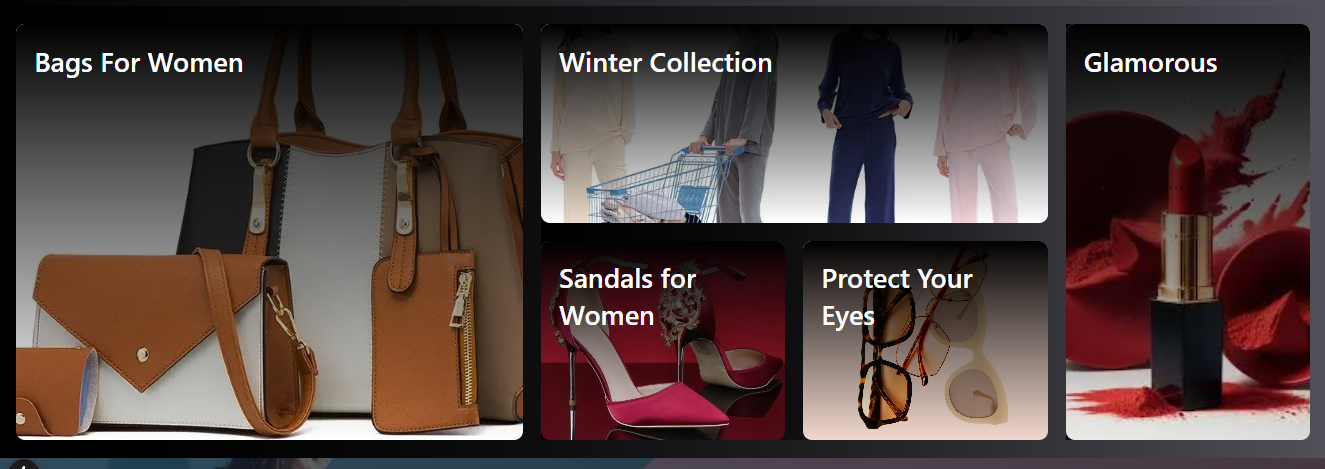 Bags For Women
Winter Collection
Glamorous
Sandals for
Women
Protect Your
Eyes